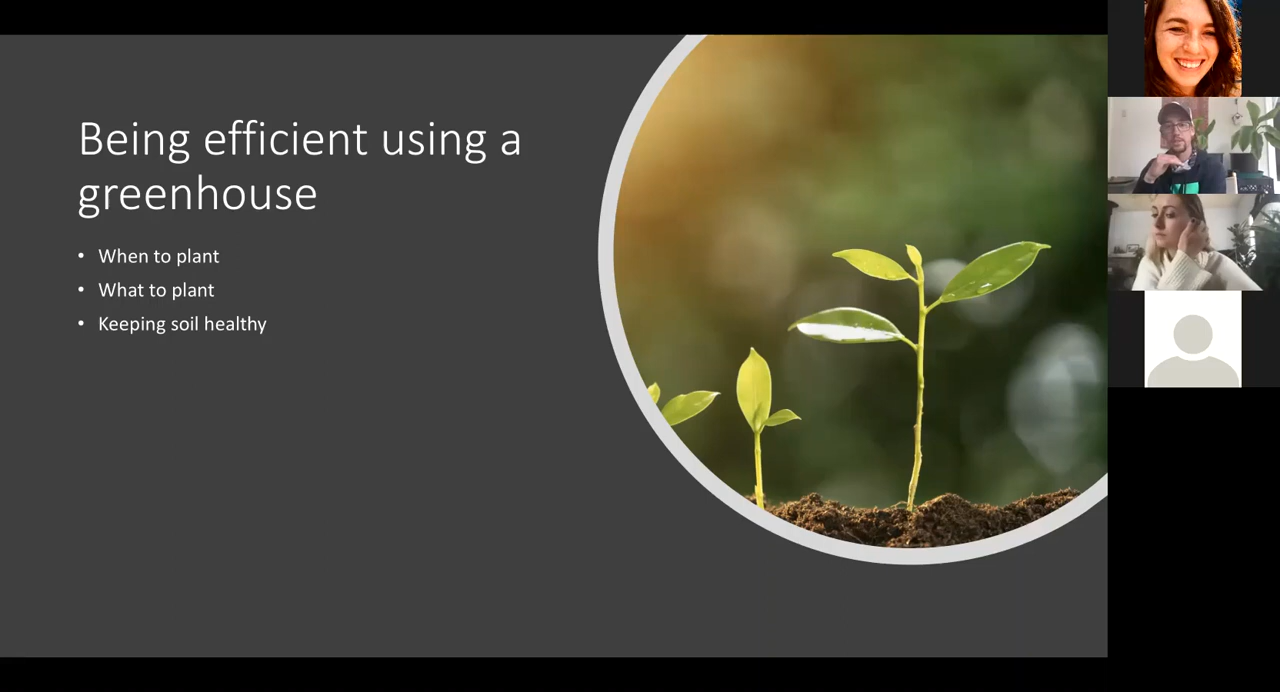 Being efficient using a
greenhouse
• When to plant
• What to plant
• Keeping soil healthy